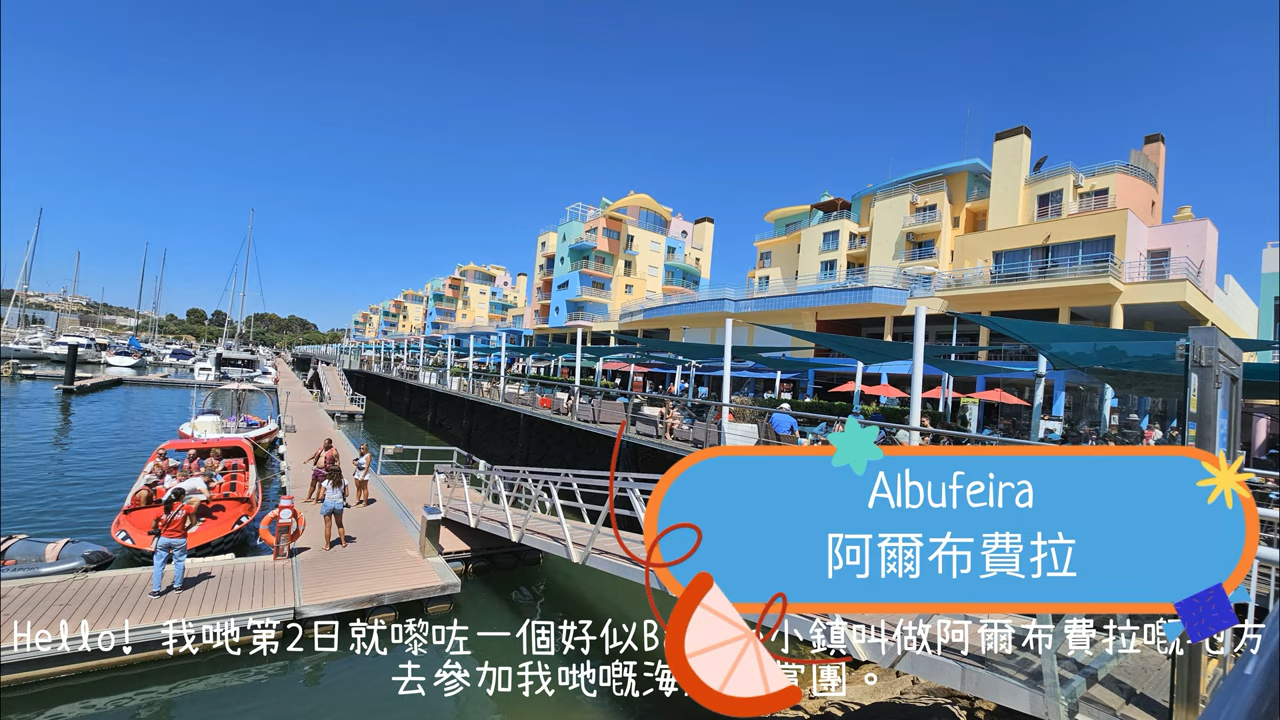 Albufeira
阿爾布費拉
Hello! 我哋第2日就嚟咗一個好似B 小鎮叫做阿爾布費拉嘅地方
去參加我哋嘅海 團。